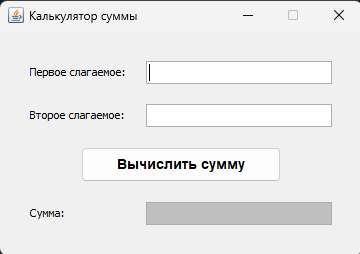 Калькулятор суммы
Первое слагаемое:
Второе слагаемое:
Вычислить сумму
Сумма: